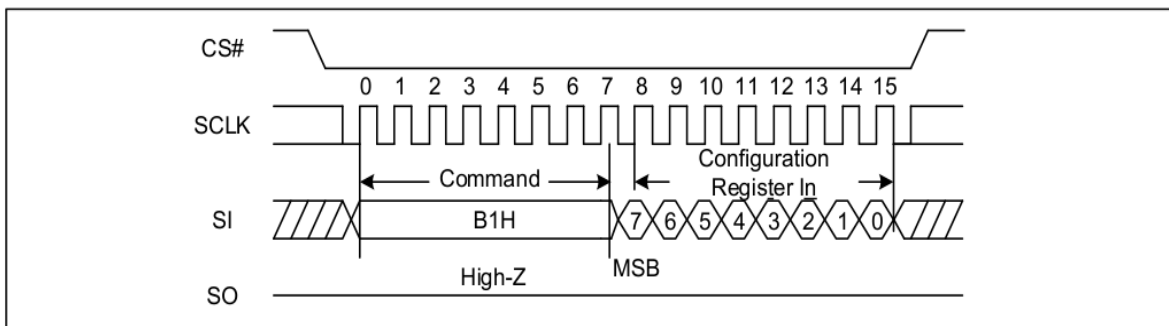 CS#
0 1 2 3 4 5 6 7 8 9 10 11 12 13 14 15
SCLK
Command
Configuration
Register In
SI
B1H
7 6 5 4 3 2 1 0
High-Z
MSB
SO